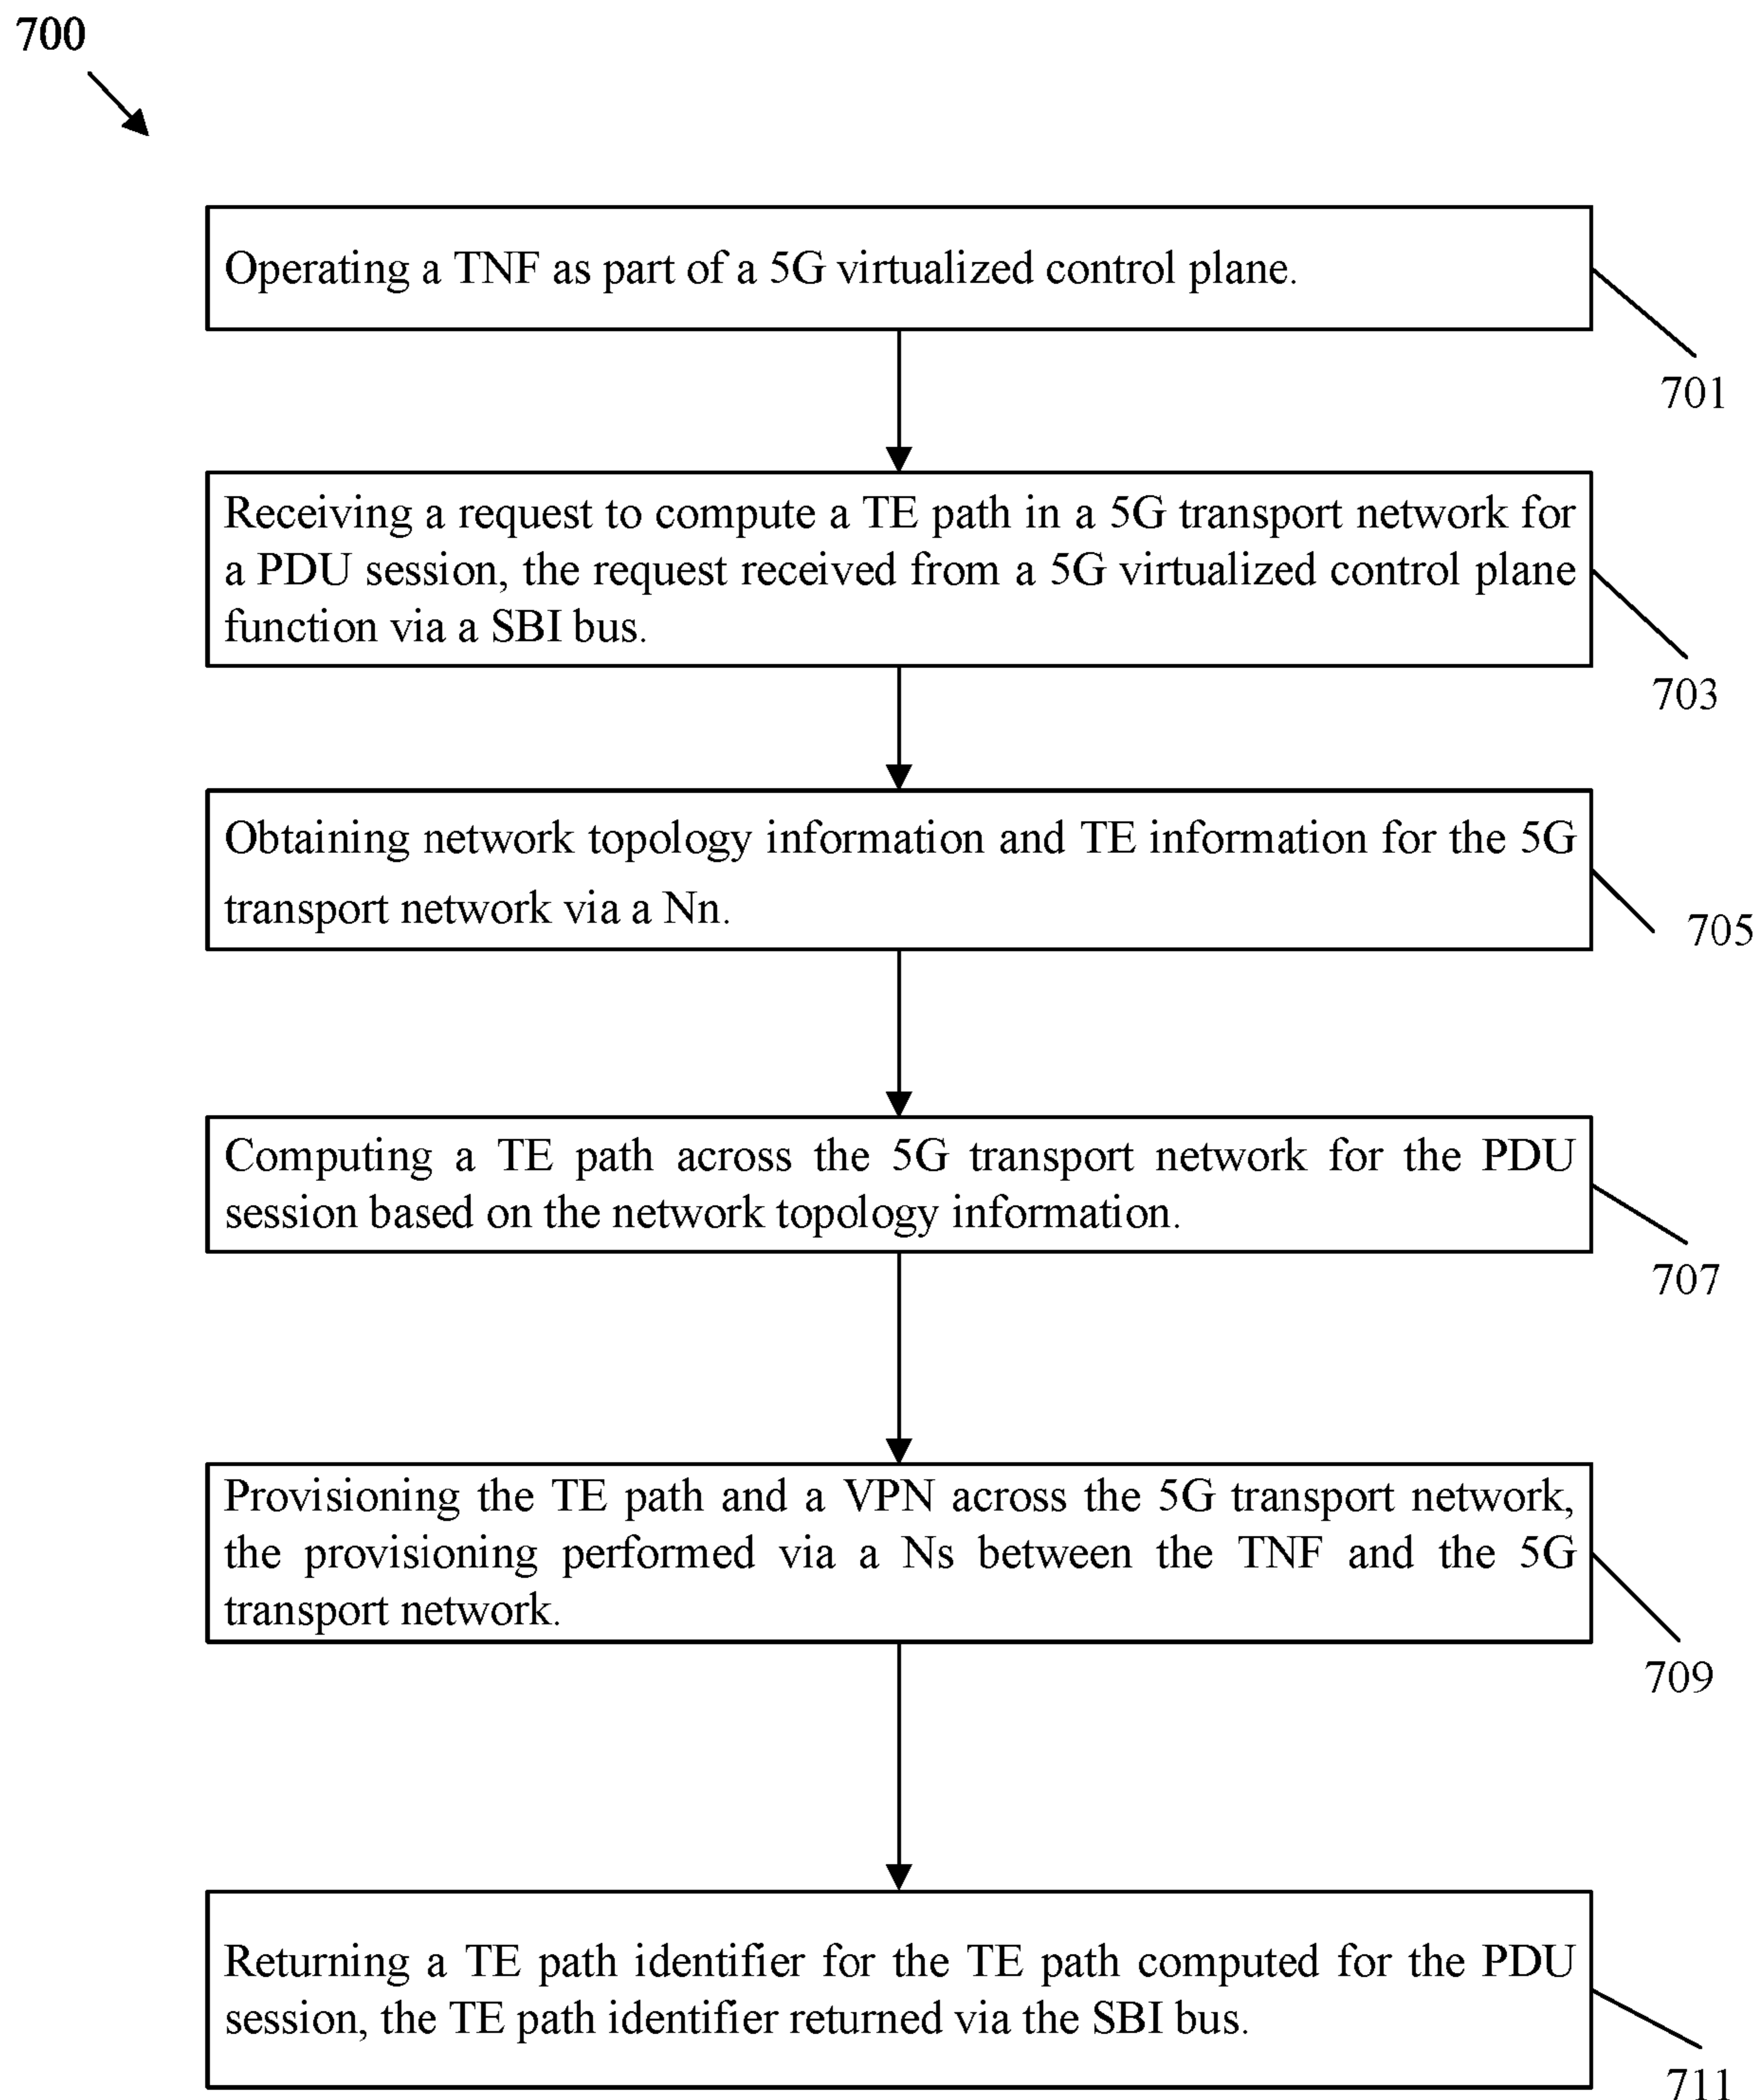 700
Operating a TNF as part of a 5G virtualized control plane.
701
Receiving a request to compute a TE path in a 5G transport network for
a PDU session, the request received from a 5G virtualized control plane
function via a SBI bus.
703
Obtaining network topology information and TE information for the 5G
transport network via a Nn.
705
Computing a TE path across the 5G transport network for the PDU
session based on the network topology information.
707
Provisioning the TE path and a VPN across the 5G transport network,
the provisioning performed via a Ns between the TNF and the 5G
transport network.
709
Returning a TE path identifier for the TE path computed for the PDU
session, the TE path identifier returned via the SBI bus.
711